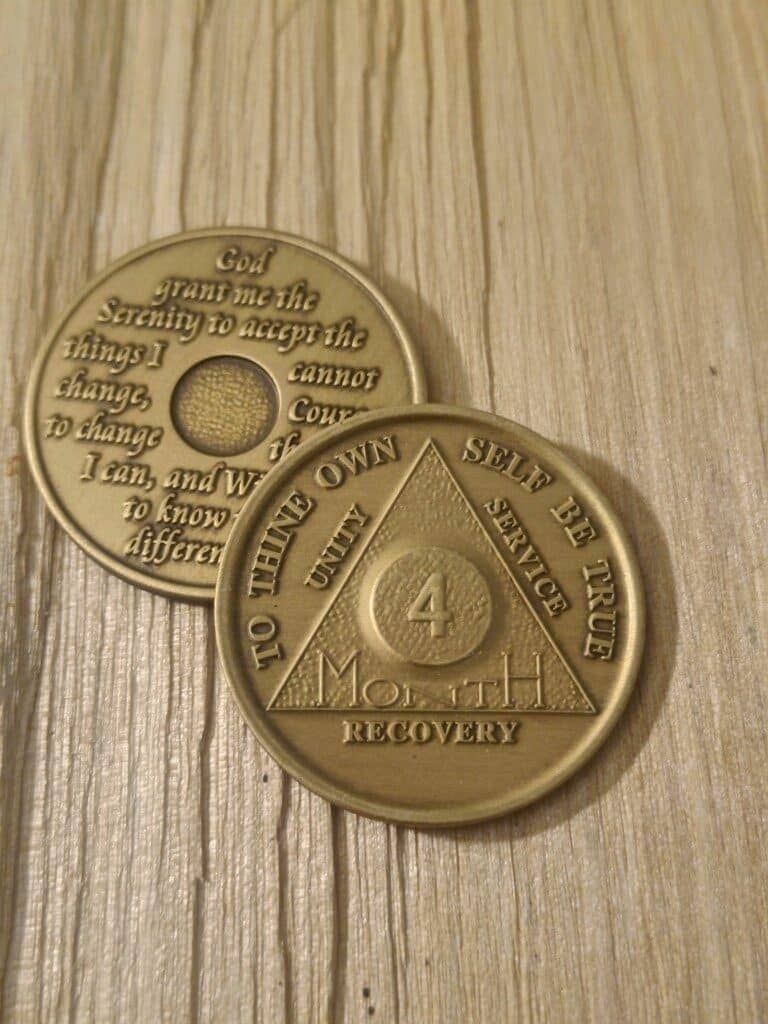 God
grant me the
Serenity to accept the
things I cannot
change,
to change
I can, and
to know
TO THINE OWN SELF BE TRUE
UNITY
SERVICE
4
MONTH
RECOVERY